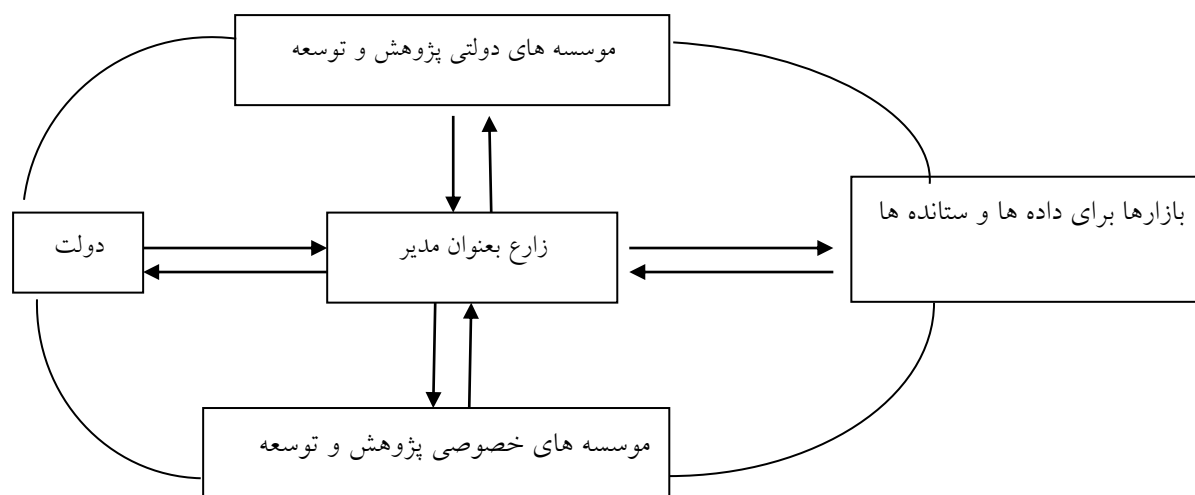 موسسه های دولتی پژوهش و توسعه
بازارها برای داده ها و ستانده ها
زارع بعنوان مدیر
دولت
موسسه های خصوصی پژوهش و توسعه